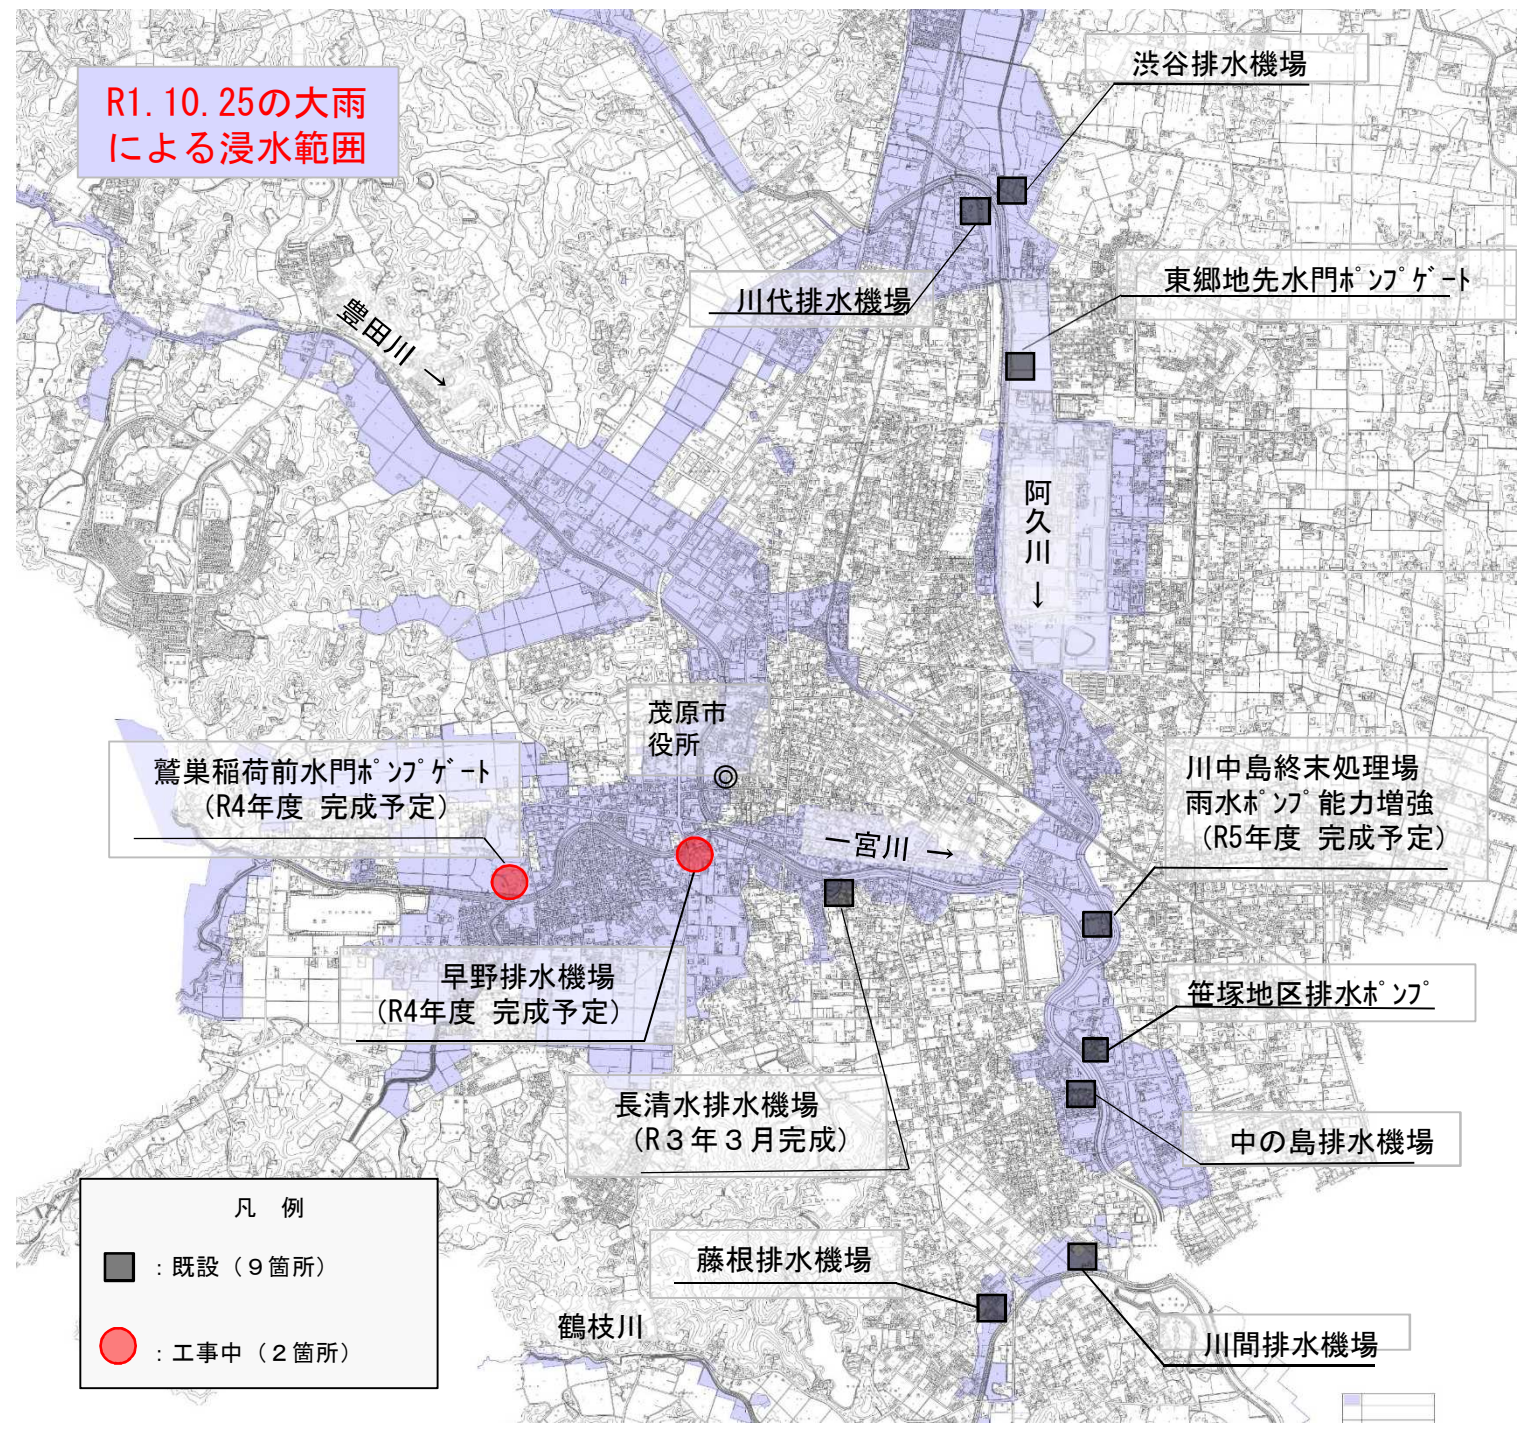 R1.10.25の大雨
による浸水範囲
渋谷排水機場
川代排水機場
東郷地先水門ﾎﾟﾝﾌﾟｹﾞｰﾄ
豊田川 →
阿久川 →
茂原市
役所
鷲巣稲荷前水門ﾎﾟﾝﾌﾟｹﾞｰﾄ
(R4年度 完成予定)
一宮川 →
川中島終末処理場
雨水ﾎﾟﾝﾌﾟ能力増強
(R5年度 完成予定)
早野排水機場
(R4年度 完成予定)
笹塚地区排水ﾎﾟﾝﾌﾟ
長清水排水機場
(R３年３月完成)
中の島排水機場
藤根排水機場
鶴枝川
川間排水機場
凡 例
：既設（９箇所）
：工事中（２箇所）